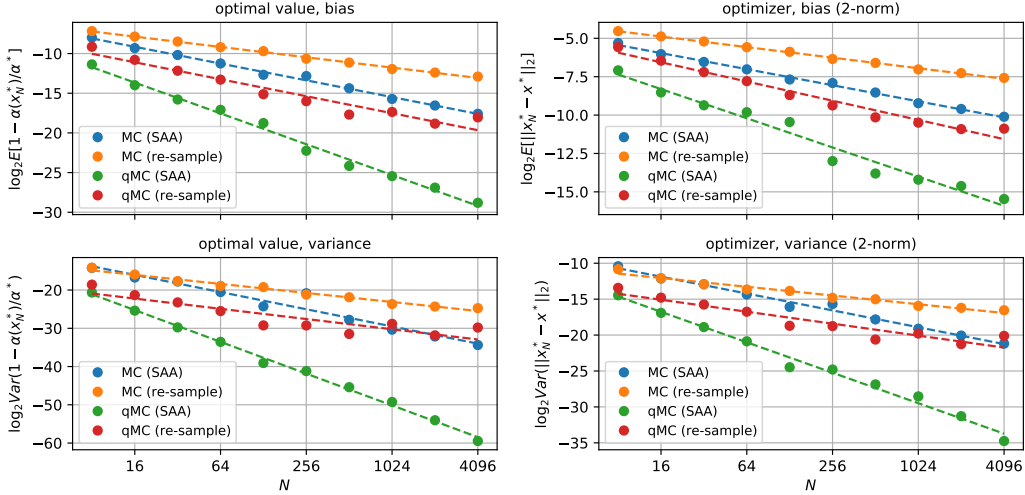 optimal value, bias
log₂E[1 − α(x*_N)/α*]
−10
−15
−20
−25
−30
MC (SAA)
MC (re-sample)
qMC (SAA)
qMC (re-sample)
optimizer, bias (2-norm)
log₂E[||x*_N − x*||₂]
−5.0
−7.5
−10.0
−12.5
−15.0
MC (SAA)
MC (re-sample)
qMC (SAA)
qMC (re-sample)
optimal value, variance
log₂Var(1 − α(x*_N)/α*)
−20
−30
−40
−50
−60
MC (SAA)
MC (re-sample)
qMC (SAA)
qMC (re-sample)
16 64 256 1024 4096
N
optimizer, variance (2-norm)
log₂Var(||x*_N − x*||₂)
−10
−15
−20
−25
−30
−35
MC (SAA)
MC (re-sample)
qMC (SAA)
qMC (re-sample)
16 64 256 1024 4096
N